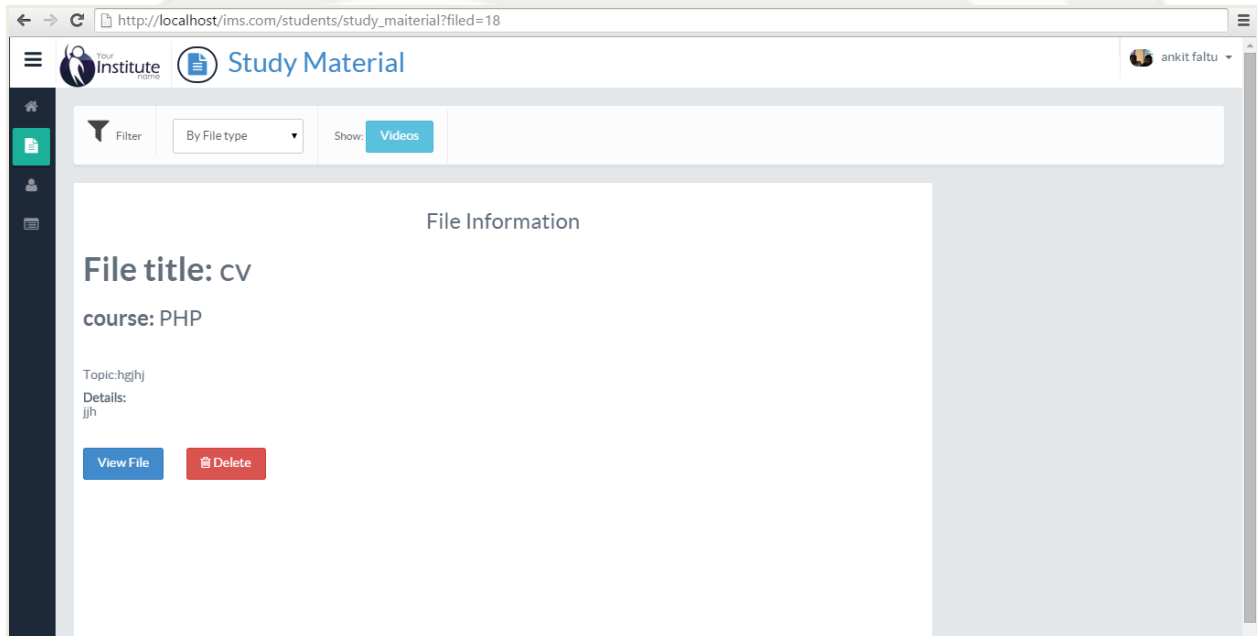 http://localhost/ims.com/students/study_maiterial?filed=18
Your
Institute
name
Study Material
ankit faltu
Filter
By File type
Show:
Videos
File Information
File title: cv
course: PHP
Topic:hgjhj
Details:
jjh
View File
Delete